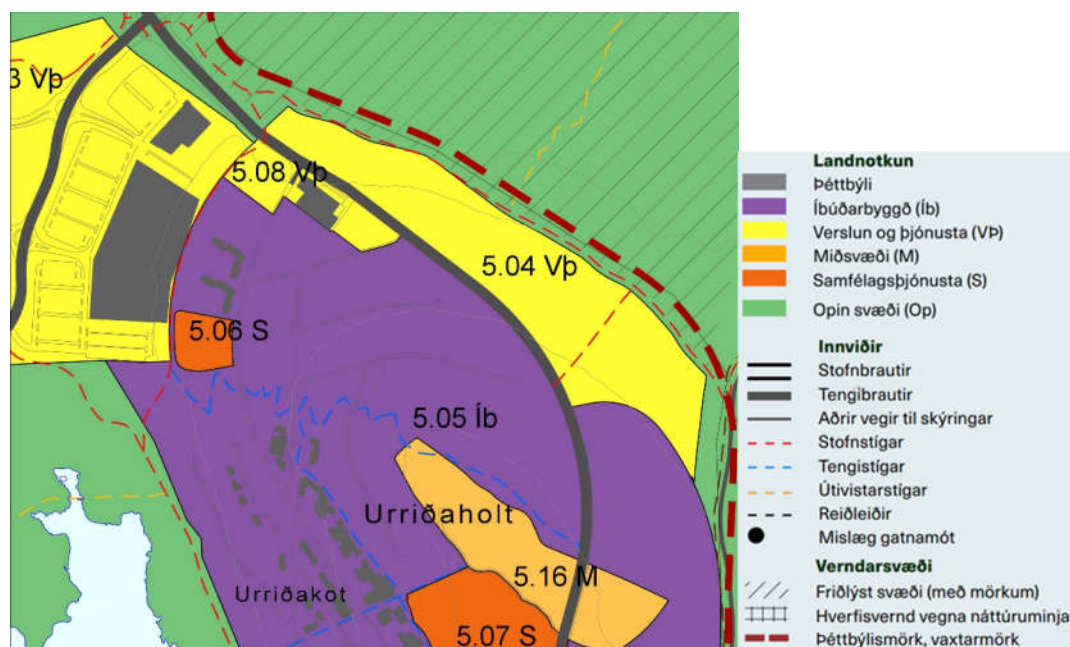 3 Vþ
5.08 Vþ
5.04 Vþ
5.06 S
5.05 Íb
Urriðaholt
5.16 M
Urriðakot
5.07 S
Landnotkun
Þéttbýli
Íbúðarbyggð (Íb)
Verslun og þjónusta (VÞ)
Miðsvæði (M)
Samfélagsþjónusta (S)
Opin svæði (Op)
Innviðir
Stofnbrautir
Tengibrautir
Aðrir vegir til skýringar
Stofnstígar
Tengistígar
Útivistarstígar
Reiðleiðir
Mislæg gatnamót
Verndarsvæði
Friðlýst svæði (með mörkum)
Hverfisvernd vegna náttúruminja
Þéttbýlismörk, vaxtarmörk